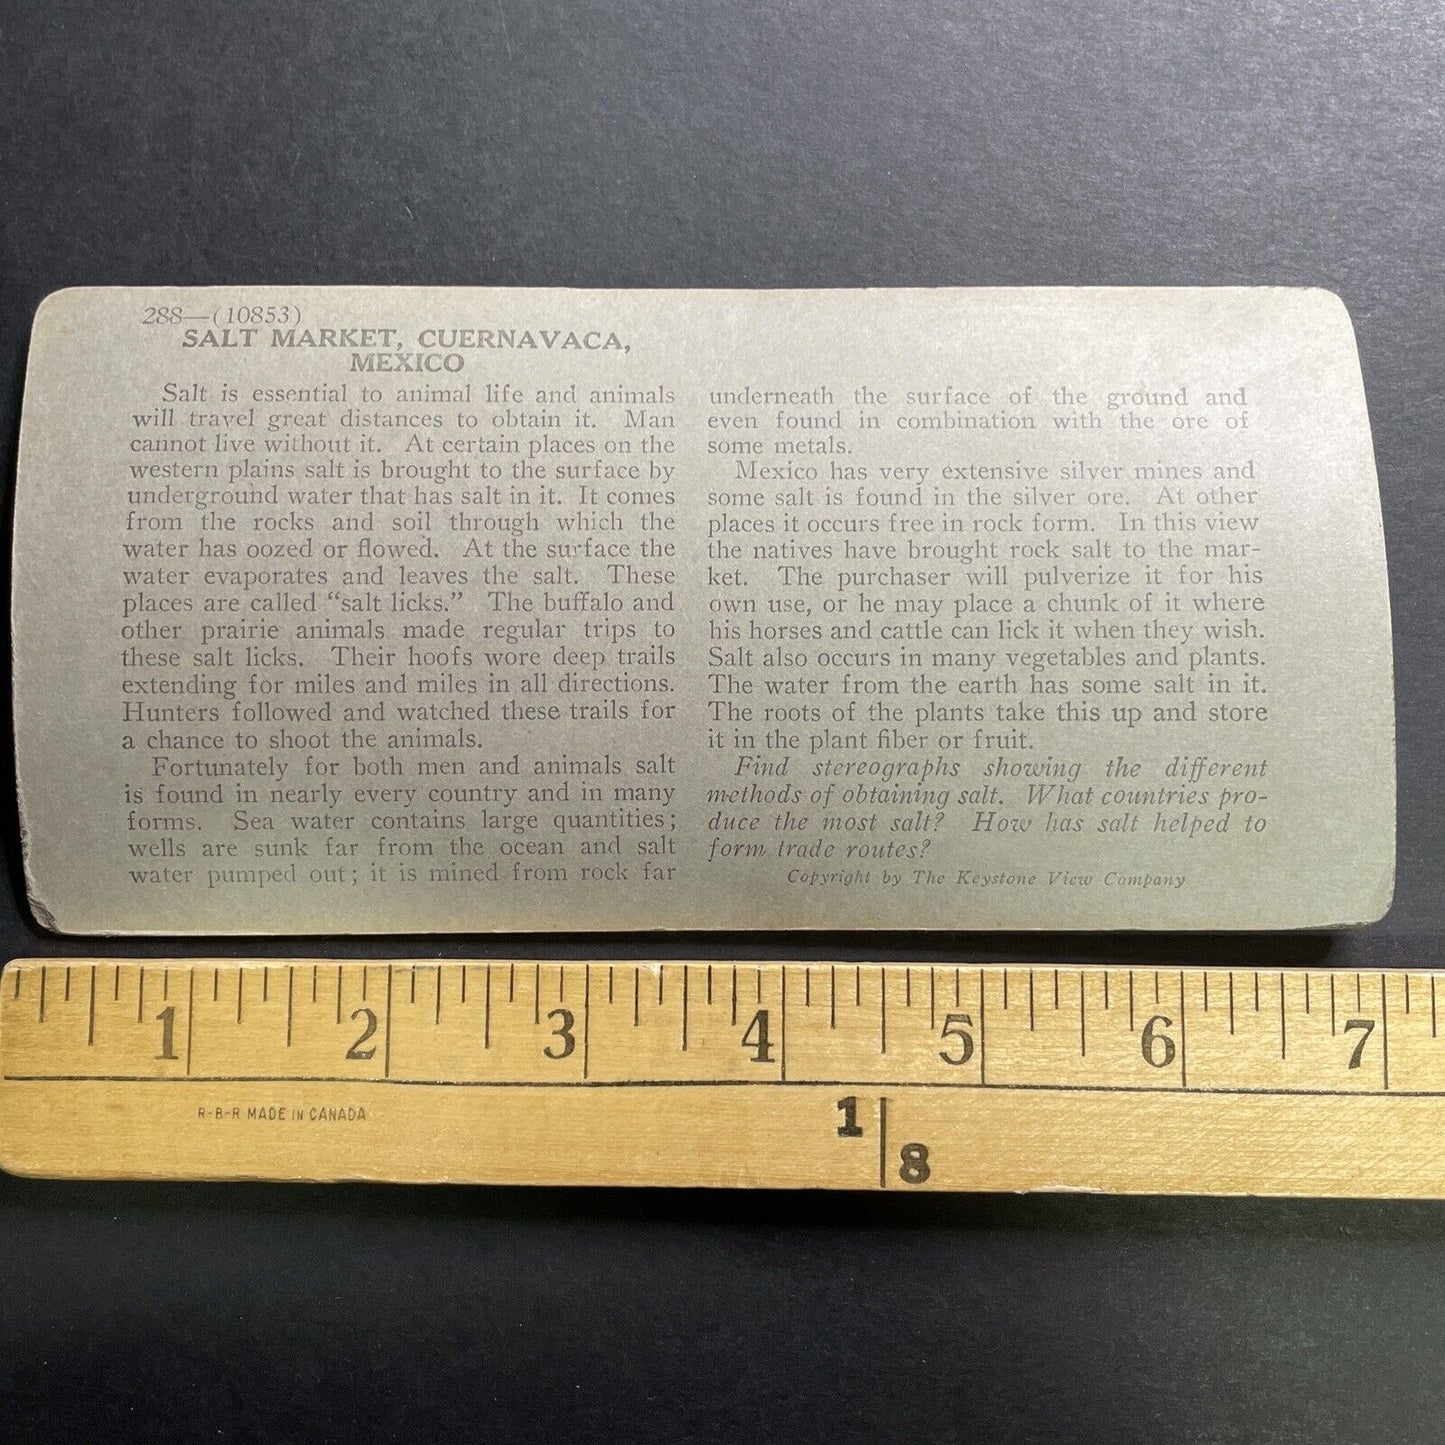 288—(10853)
SALT MARKET, CUERNAVACA,
MEXICO
Salt is essential to animal life and animals
will travel great distances to obtain it. Man
cannot live without it. At certain places on the
western plains salt is brought to the surface by
underground water that has salt in it. It comes
from the rocks and soil through which the
water has oozed or flowed. At the surface the
water evaporates and leaves the salt. These
places are called “salt licks.” The buffalo and
other prairie animals made regular trips to
these salt licks. Their hoofs wore deep trails
extending for miles and miles in all directions.
Hunters followed and watched these trails for
a chance to shoot the animals.
Fortunately for both men and animals salt
is found in nearly every country and in many
forms. Sea water contains large quantities;
wells are sunk far from the ocean and salt
water pumped out; it is mined from rock far
underneath the surface of the ground and
even found in combination with the ore of
some metals.
Mexico has very extensive silver mines and
some salt is found in the silver ore. At other
places it occurs free in rock form. In this view
the natives have brought rock salt to the mar-
ket. The purchaser will pulverize it for his
own use, or he may place a chunk of it where
his horses and cattle can lick it when they wish.
Salt also occurs in many vegetables and plants.
The water from the earth has some salt in it.
The roots of the plants take this up and store
it in the plant fiber or fruit.
Find stereographs showing the different
methods of obtaining salt. What countries pro-
duce the most salt? How has salt helped to
form trade routes?
Copyright by The Keystone View Company
1 2 3 4 5 6 7
R-B-R MADE IN CANADA
1
8